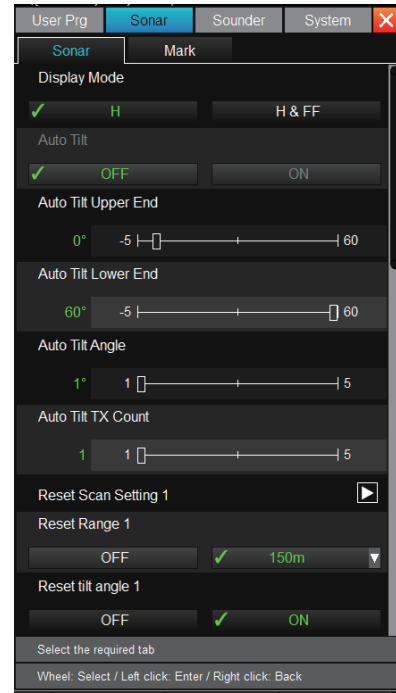 User Prg Sonar Sounder System
Sonar Mark
Display Mode
H H & FF
Auto Tilt
OFF ON
Auto Tilt Upper End
0° -5 60
Auto Tilt Lower End
60° -5 60
Auto Tilt Angle
1° 1 5
Auto Tilt TX Count
1 1 5
Reset Scan Setting 1
Reset Range 1
OFF 150m
Reset tilt angle 1
OFF ON
Select the required tab
Wheel: Select / Left click: Enter / Right click: Back